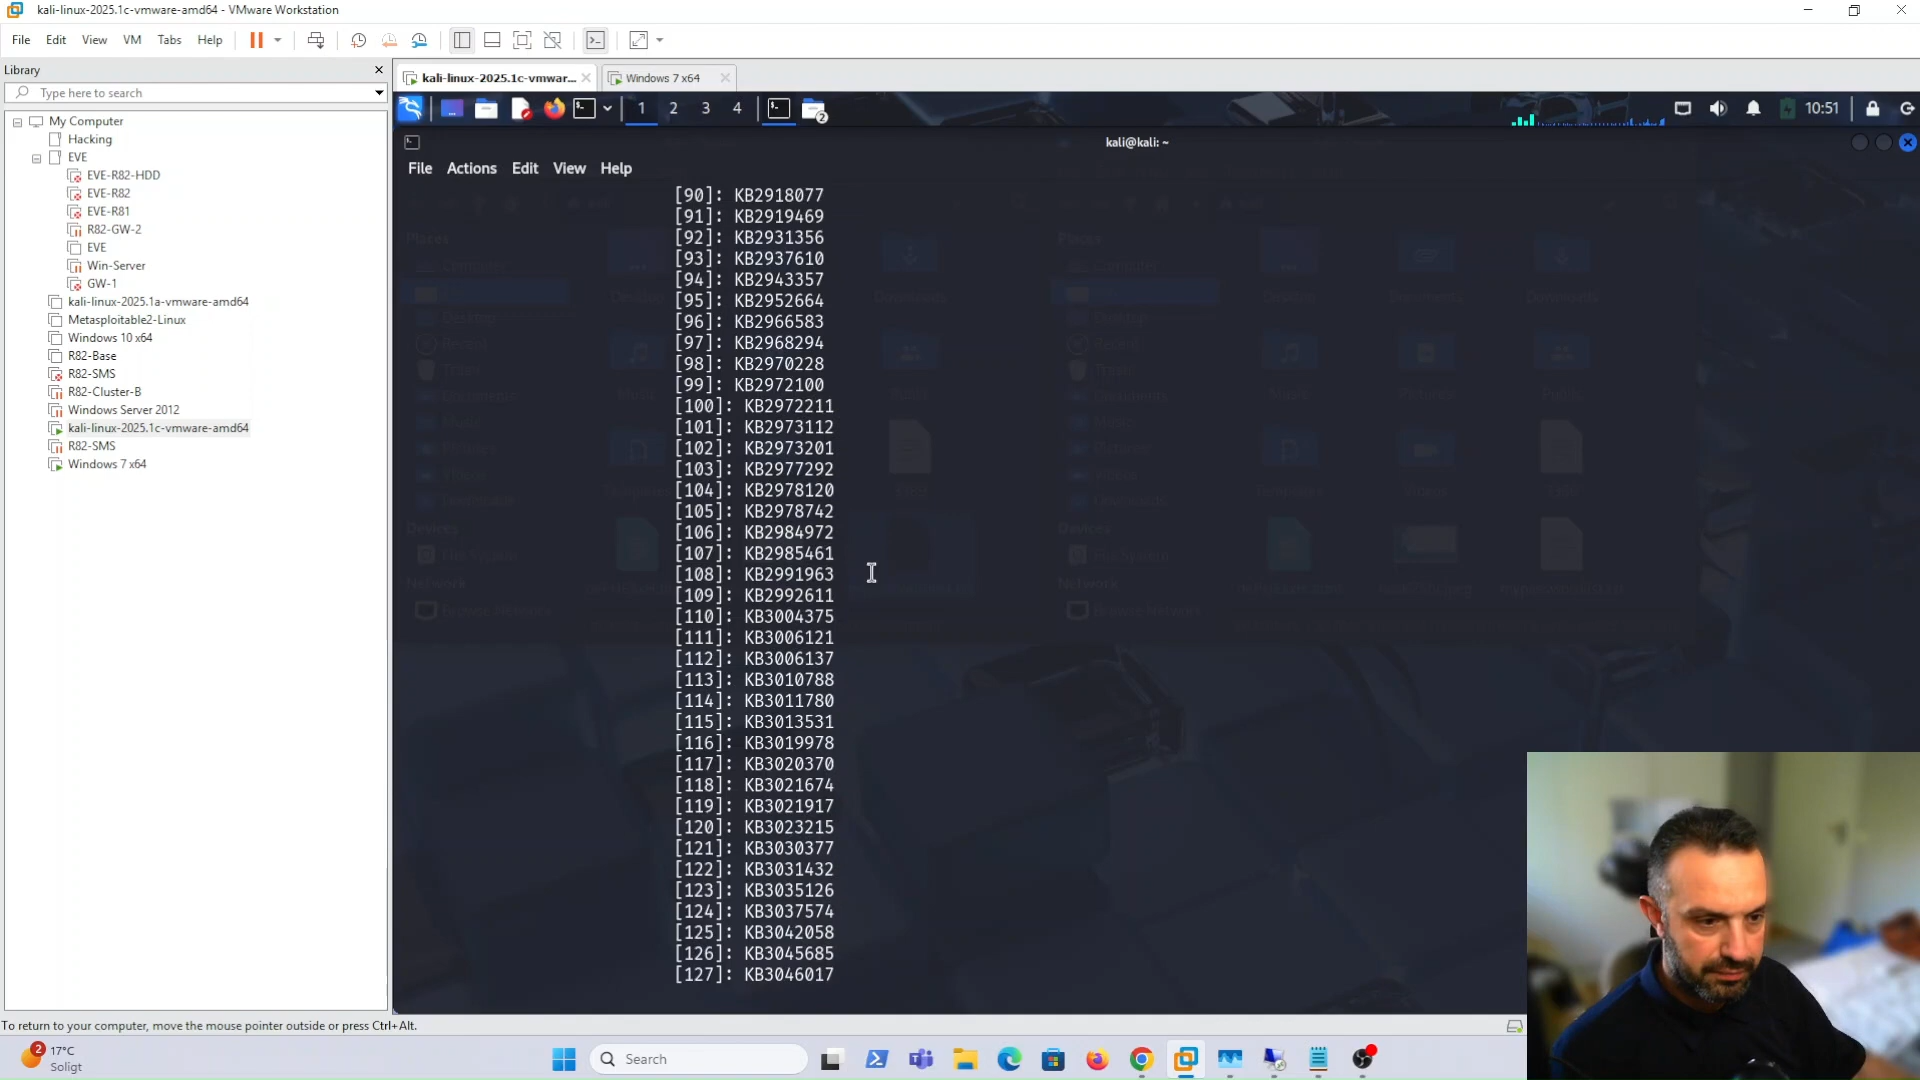 kali-linux-2025.1c-vmware-amd64 - VMware Workstation
File Edit View VM Tabs Help
Library
Type here to search
My Computer
Hacking
EVE
EVE-R82-HDD
EVE-R82
EVE-R81
R82-GW-2
EVE
Win-Server
GW-1
kali-linux-2025.1a-vmware-amd64
Metasploitable2-Linux
Windows 10 x64
R82-Base
R82-SMS
R82-Cluster-B
Windows Server 2012
kali-linux-2025.1c-vmware-amd64
R82-SMS
Windows 7 x64
kali-linux-2025.1c-vmwar... Windows 7 x64
1 2 3 4 2 10:51
kali@kali: ~
File Actions Edit View Help
[90]: KB2918077
[91]: KB2919469
[92]: KB2931356
[93]: KB2937610
[94]: KB2943357
[95]: KB2952664
[96]: KB2966583
[97]: KB2968294
[98]: KB2970228
[99]: KB2972100
[100]: KB2972211
[101]: KB2973112
[102]: KB2973201
[103]: KB2977292
[104]: KB2978120
[105]: KB2978742
[106]: KB2984972
[107]: KB2985461
[108]: KB2991963
[109]: KB2992611
[110]: KB3004375
[111]: KB3006121
[112]: KB3006137
[113]: KB3010788
[114]: KB3011780
[115]: KB3013531
[116]: KB3019978
[117]: KB3020370
[118]: KB3021674
[119]: KB3021917
[120]: KB3023215
[121]: KB3030377
[122]: KB3031432
[123]: KB3035126
[124]: KB3037574
[125]: KB3042058
[126]: KB3045685
[127]: KB3046017
To return to your computer, move the mouse pointer outside or press Ctrl+Alt.
2
17°C
Soligt
Search